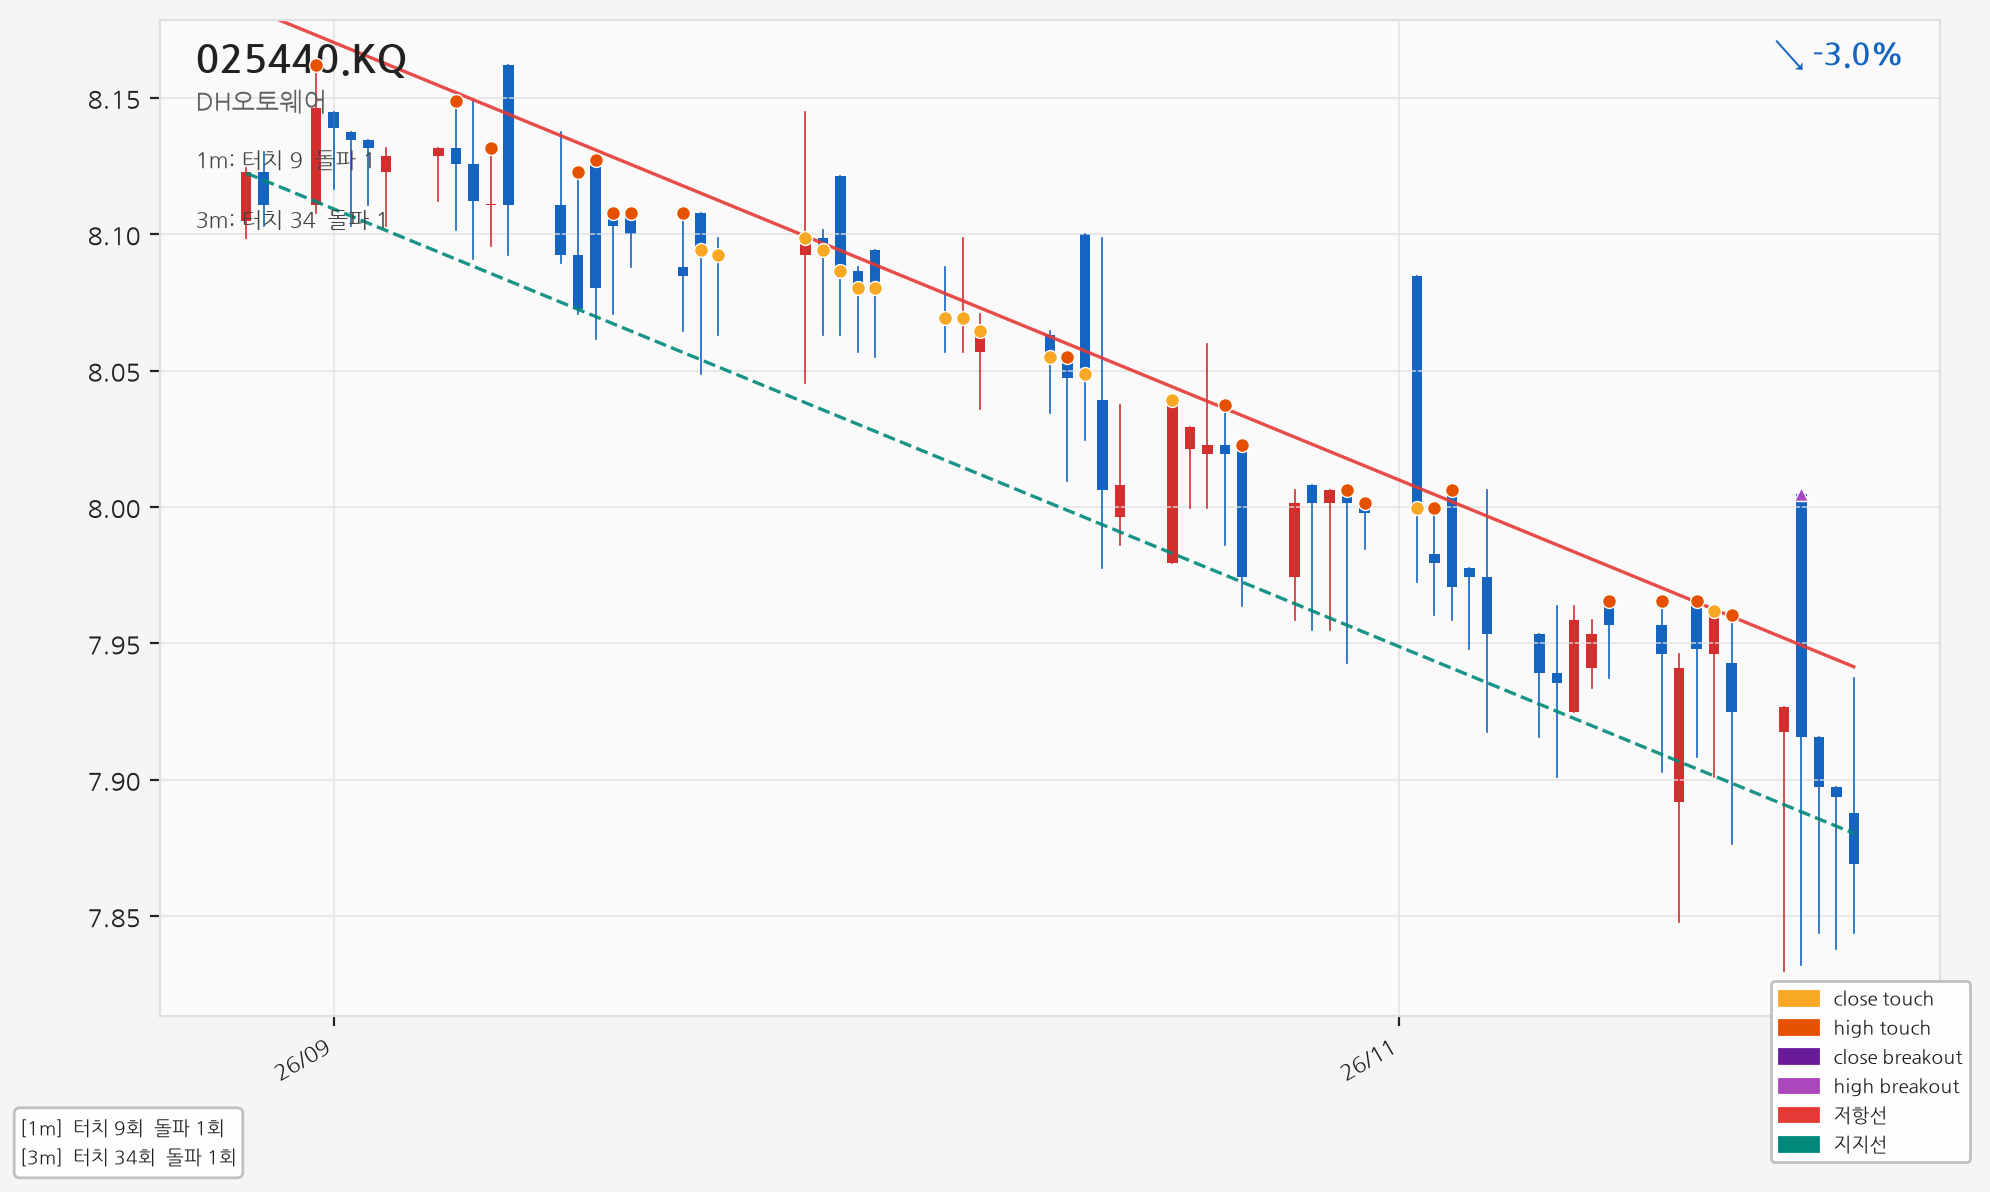 025440.KQ
-3.0%
DH오토웨어
1m: 터치 9  돌파 1
3m: 터치 34  돌파 1
8.15
8.10
8.05
8.00
7.95
7.90
7.85
26/09
26/11
close touch
high touch
close breakout
high breakout
저항선
지지선
[1m]  터치 9회  돌파 1회
[3m]  터치 34회  돌파 1회